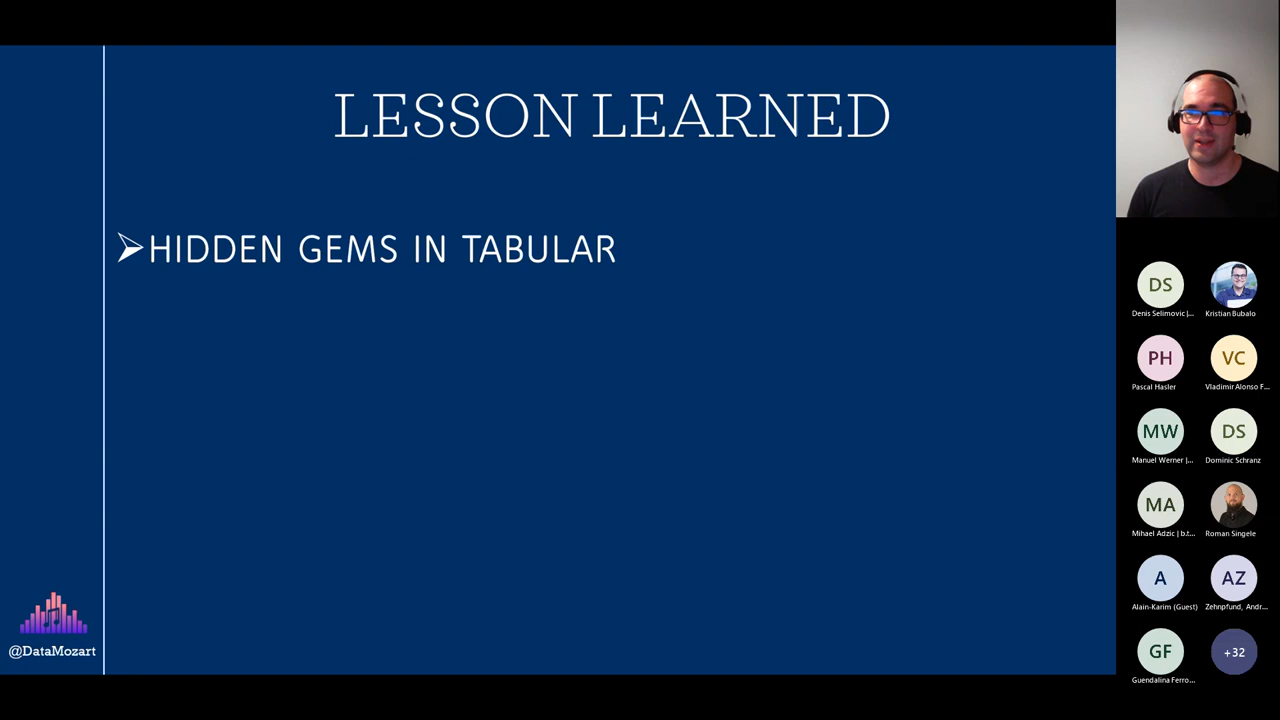 LESSON LEARNED
HIDDEN GEMS IN TABULAR
@DataMozart
DS
Denis Selimovic |...
Kristian Bubalo
PH
Pascal Hasler
VC
Vladimir Alonso F...
MW
Manuel Werner |...
DS
Dominic Schranz
MA
Mihael Adzic | b.t...
Roman Singele
A
Alain-Karim (Guest)
AZ
Zehnpfund, Andr...
GF
Guendalina Ferro...
+32